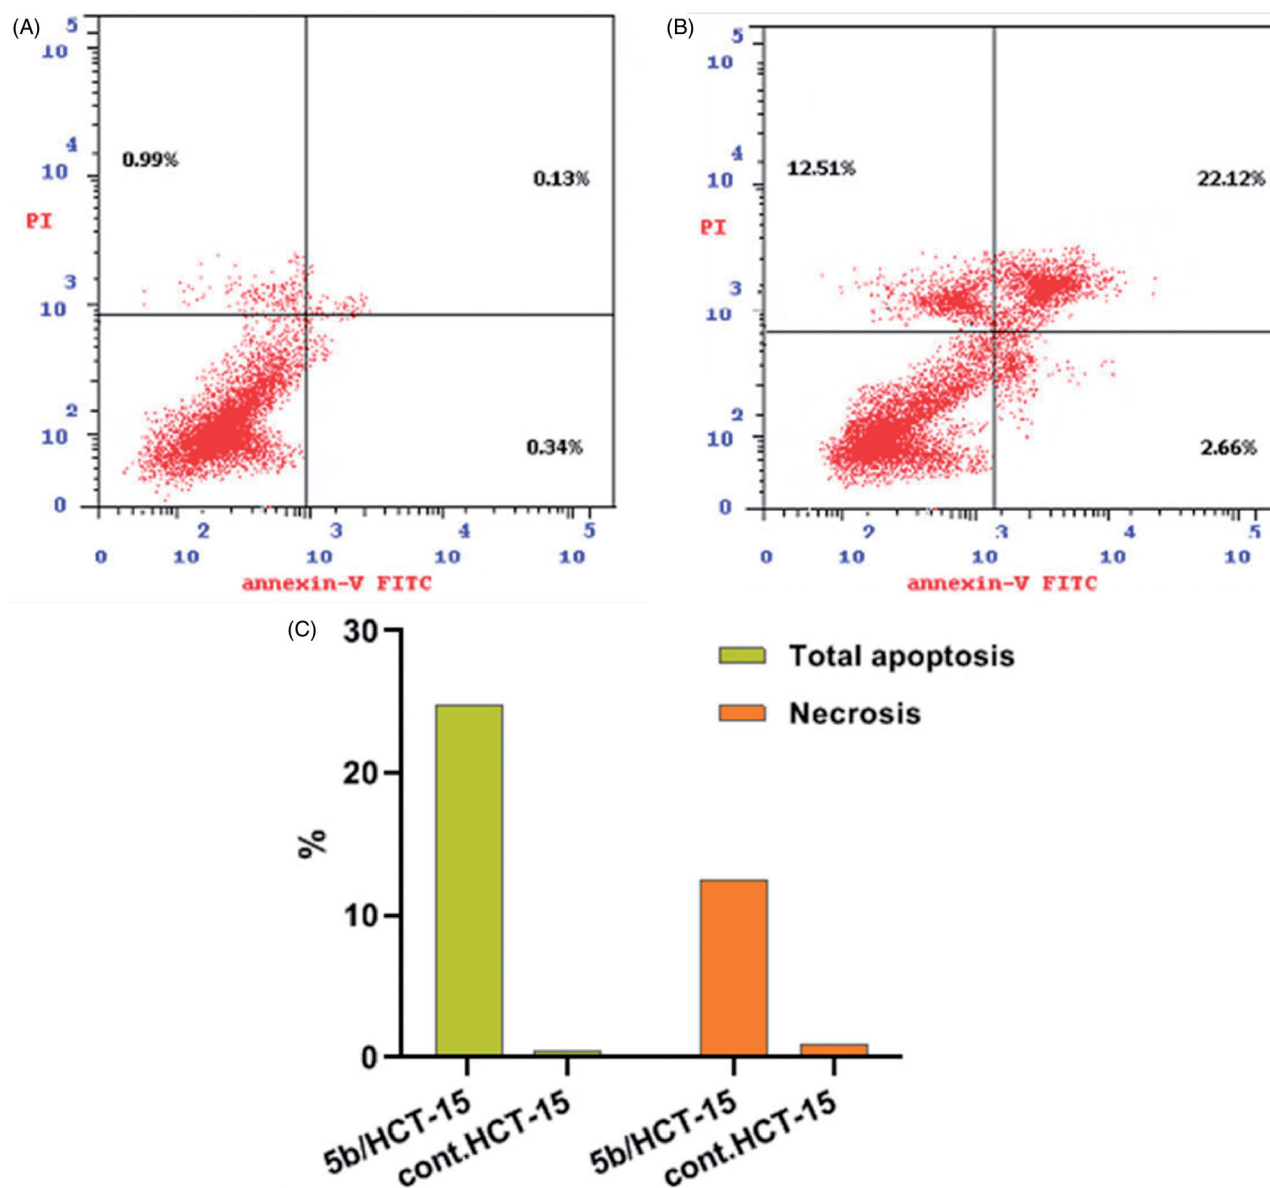 (A)
5
10
4
10
0.99%
0.13%
PI
3
10
2
10
0.34%
0
2 3 4 5
0 10 10 10 10
annexin-V FITC
(B)
5
10
4
10
12.51%
22.12%
PI
3
10
2
10
2.66%
0
2 3 4 5
0 10 10 10 10
annexin-V FITC
(C)
30
Total apoptosis
Necrosis
20
%
10
0
5b/HCT-15
cont.HCT-15
5b/HCT-15
cont.HCT-15